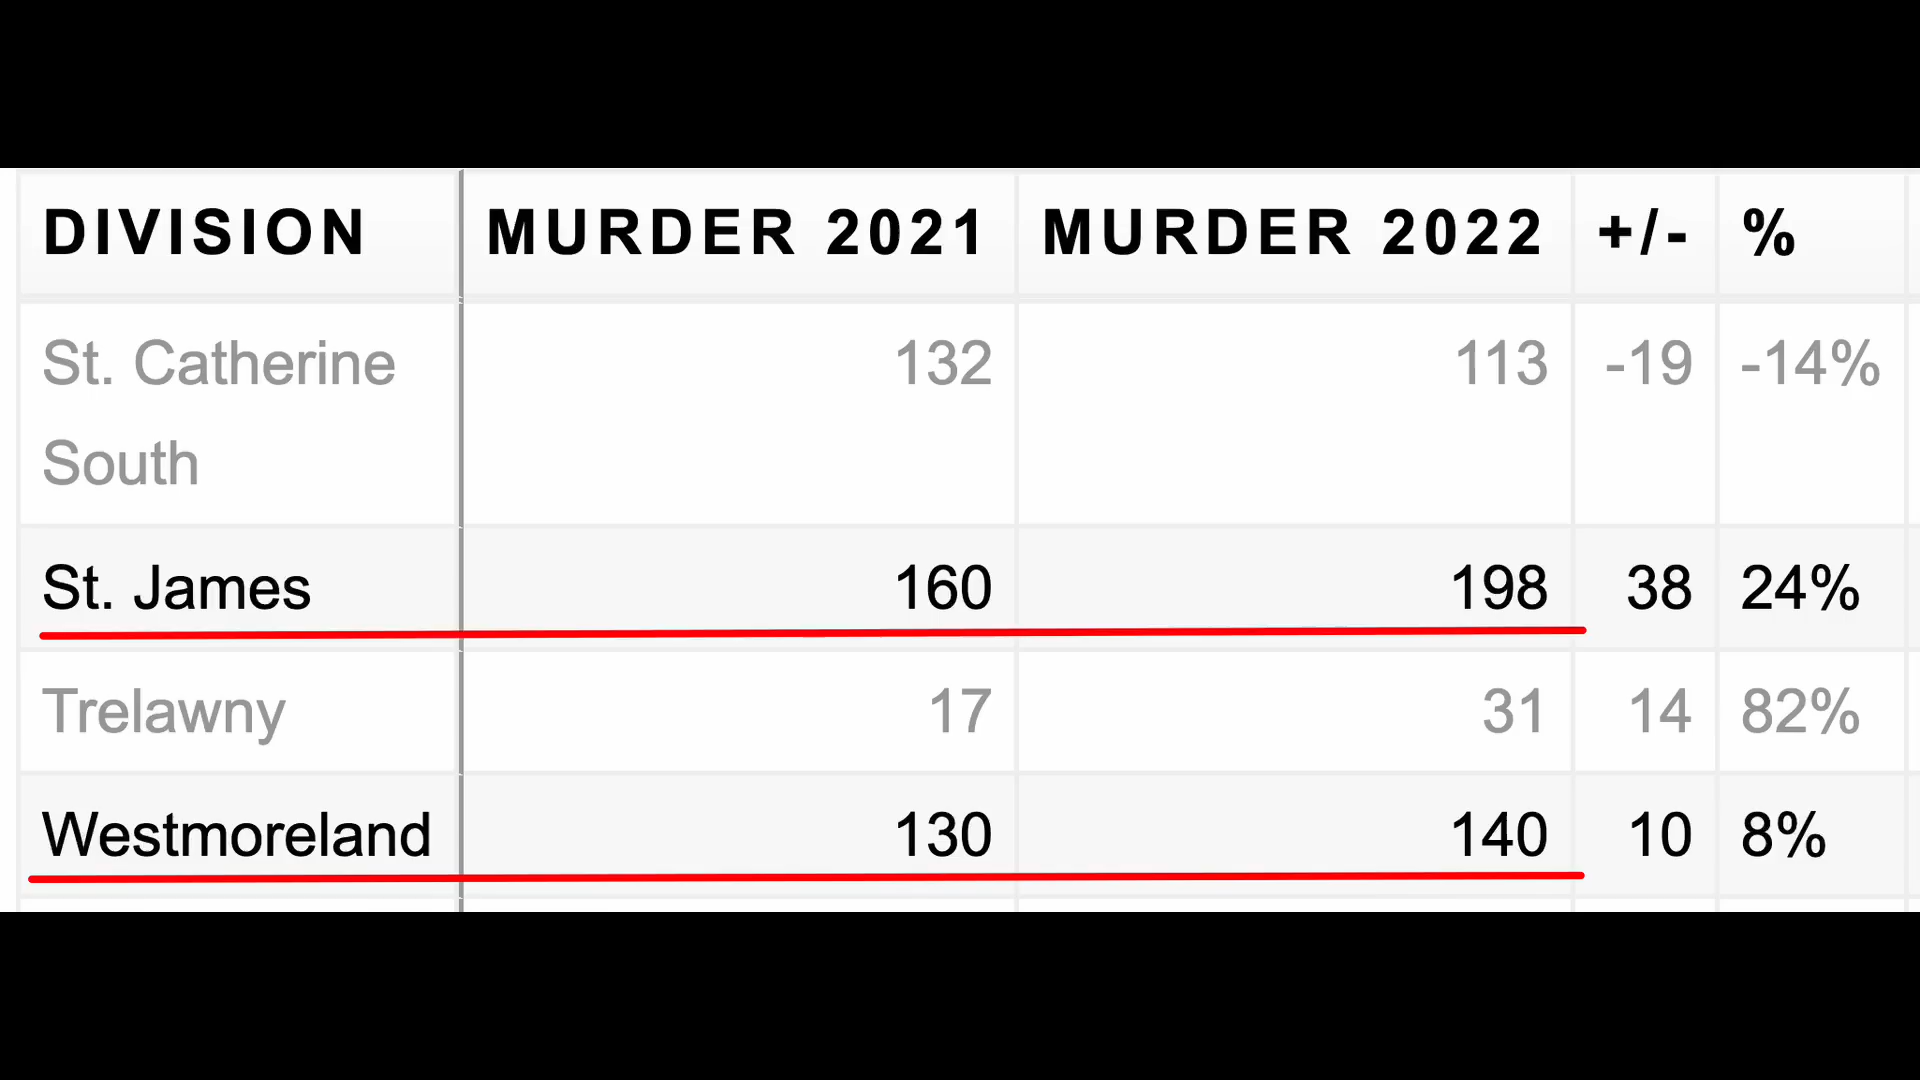 DIVISION MURDER 2021 MURDER 2022 +/- %
St. Catherine 132 113 -19 -14%
South
St. James 160 198 38 24%
Trelawny 17 31 14 82%
Westmoreland 130 140 10 8%